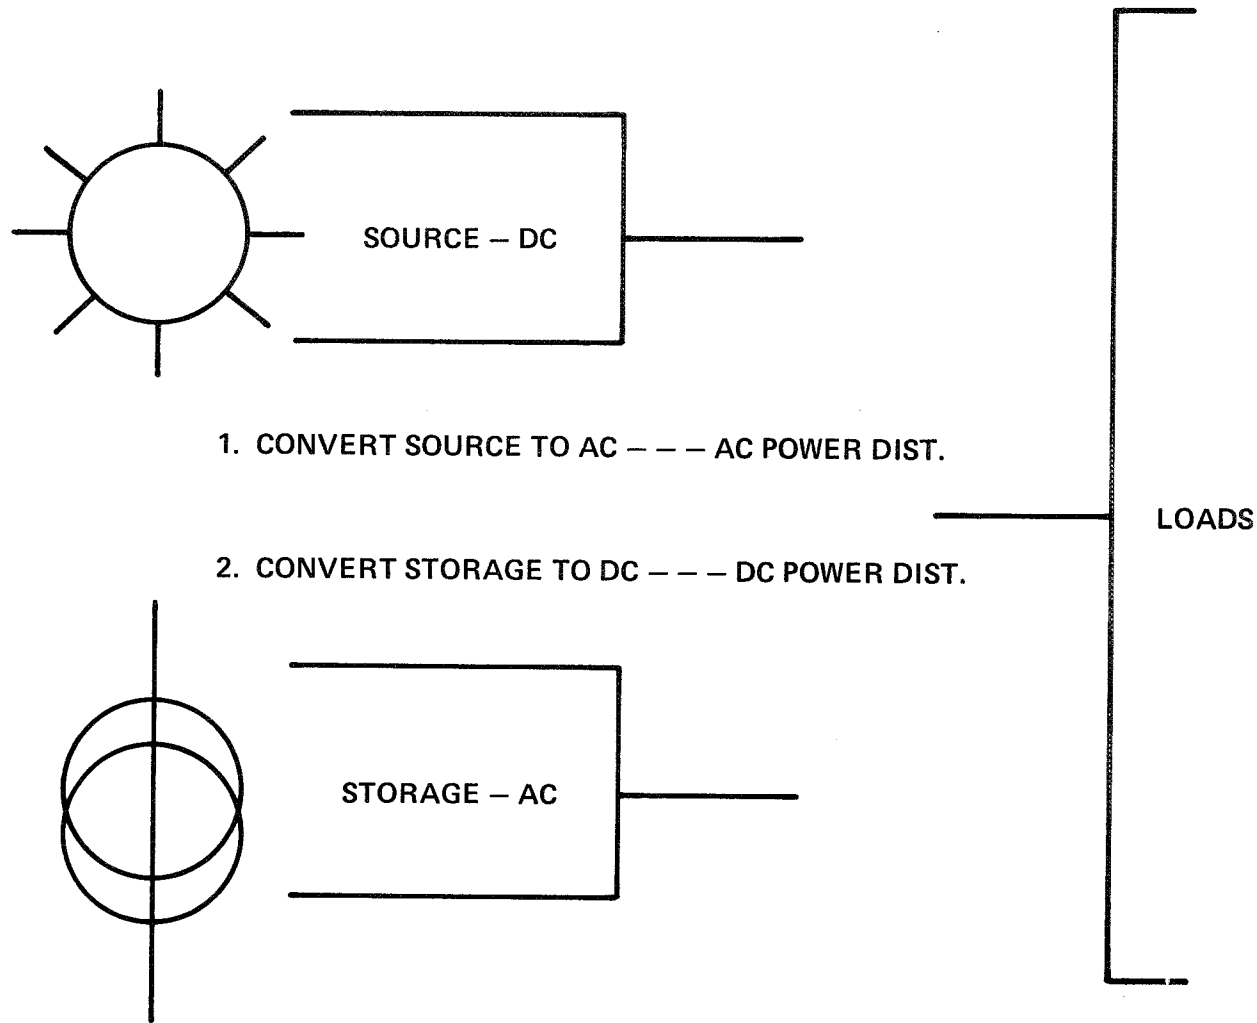 SOURCE – DC
1. CONVERT SOURCE TO AC – – – AC POWER DIST.
LOADS
2. CONVERT STORAGE TO DC – – – DC POWER DIST.
STORAGE – AC